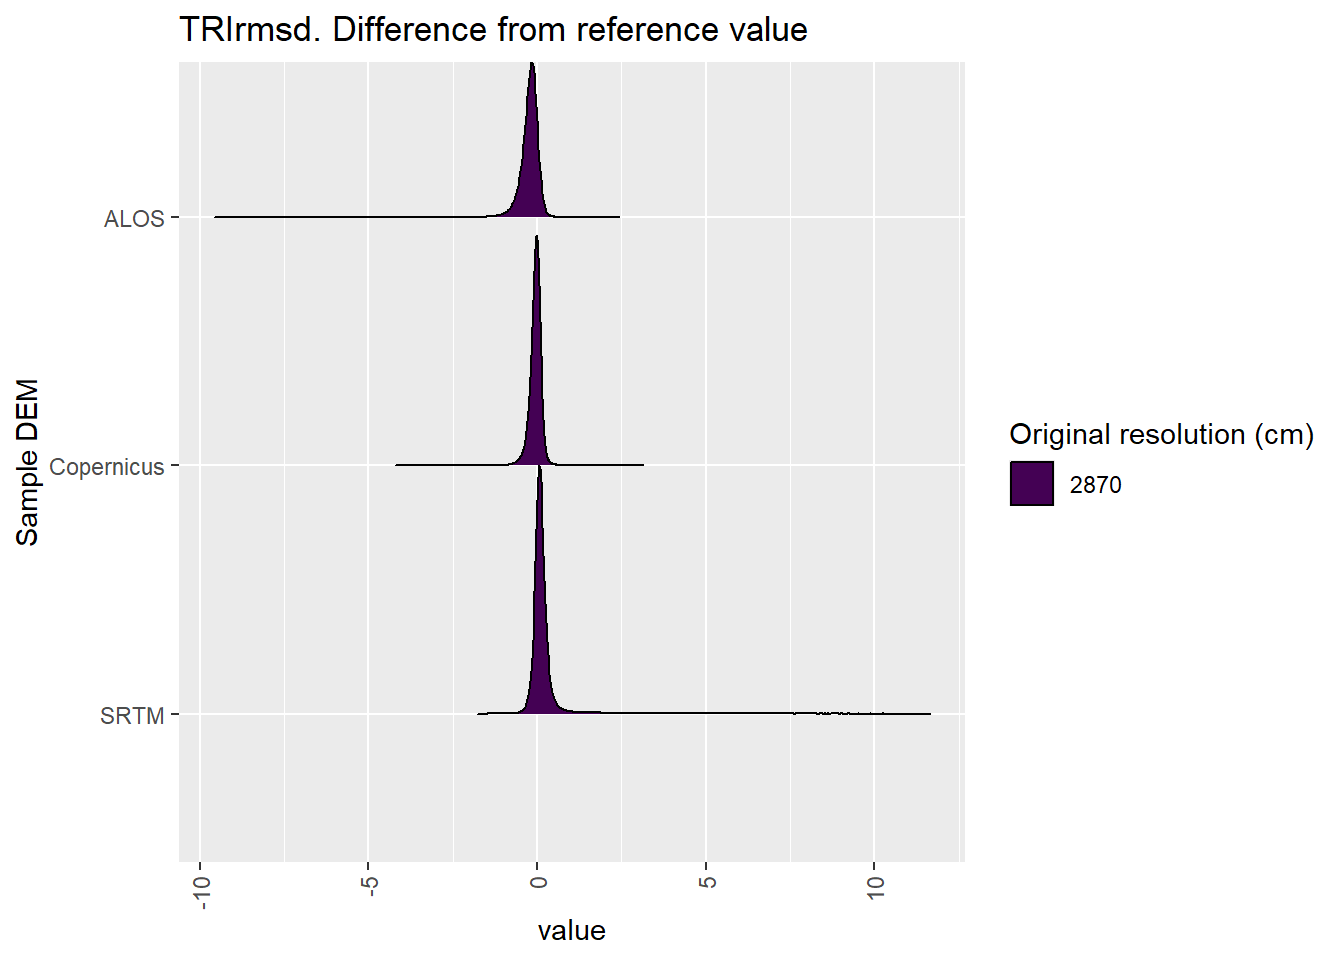 TRIrmsd. Difference from reference value
Sample DEM
ALOS
Copernicus
SRTM
-10
-5
0
5
10
value
Original resolution (cm)
2870